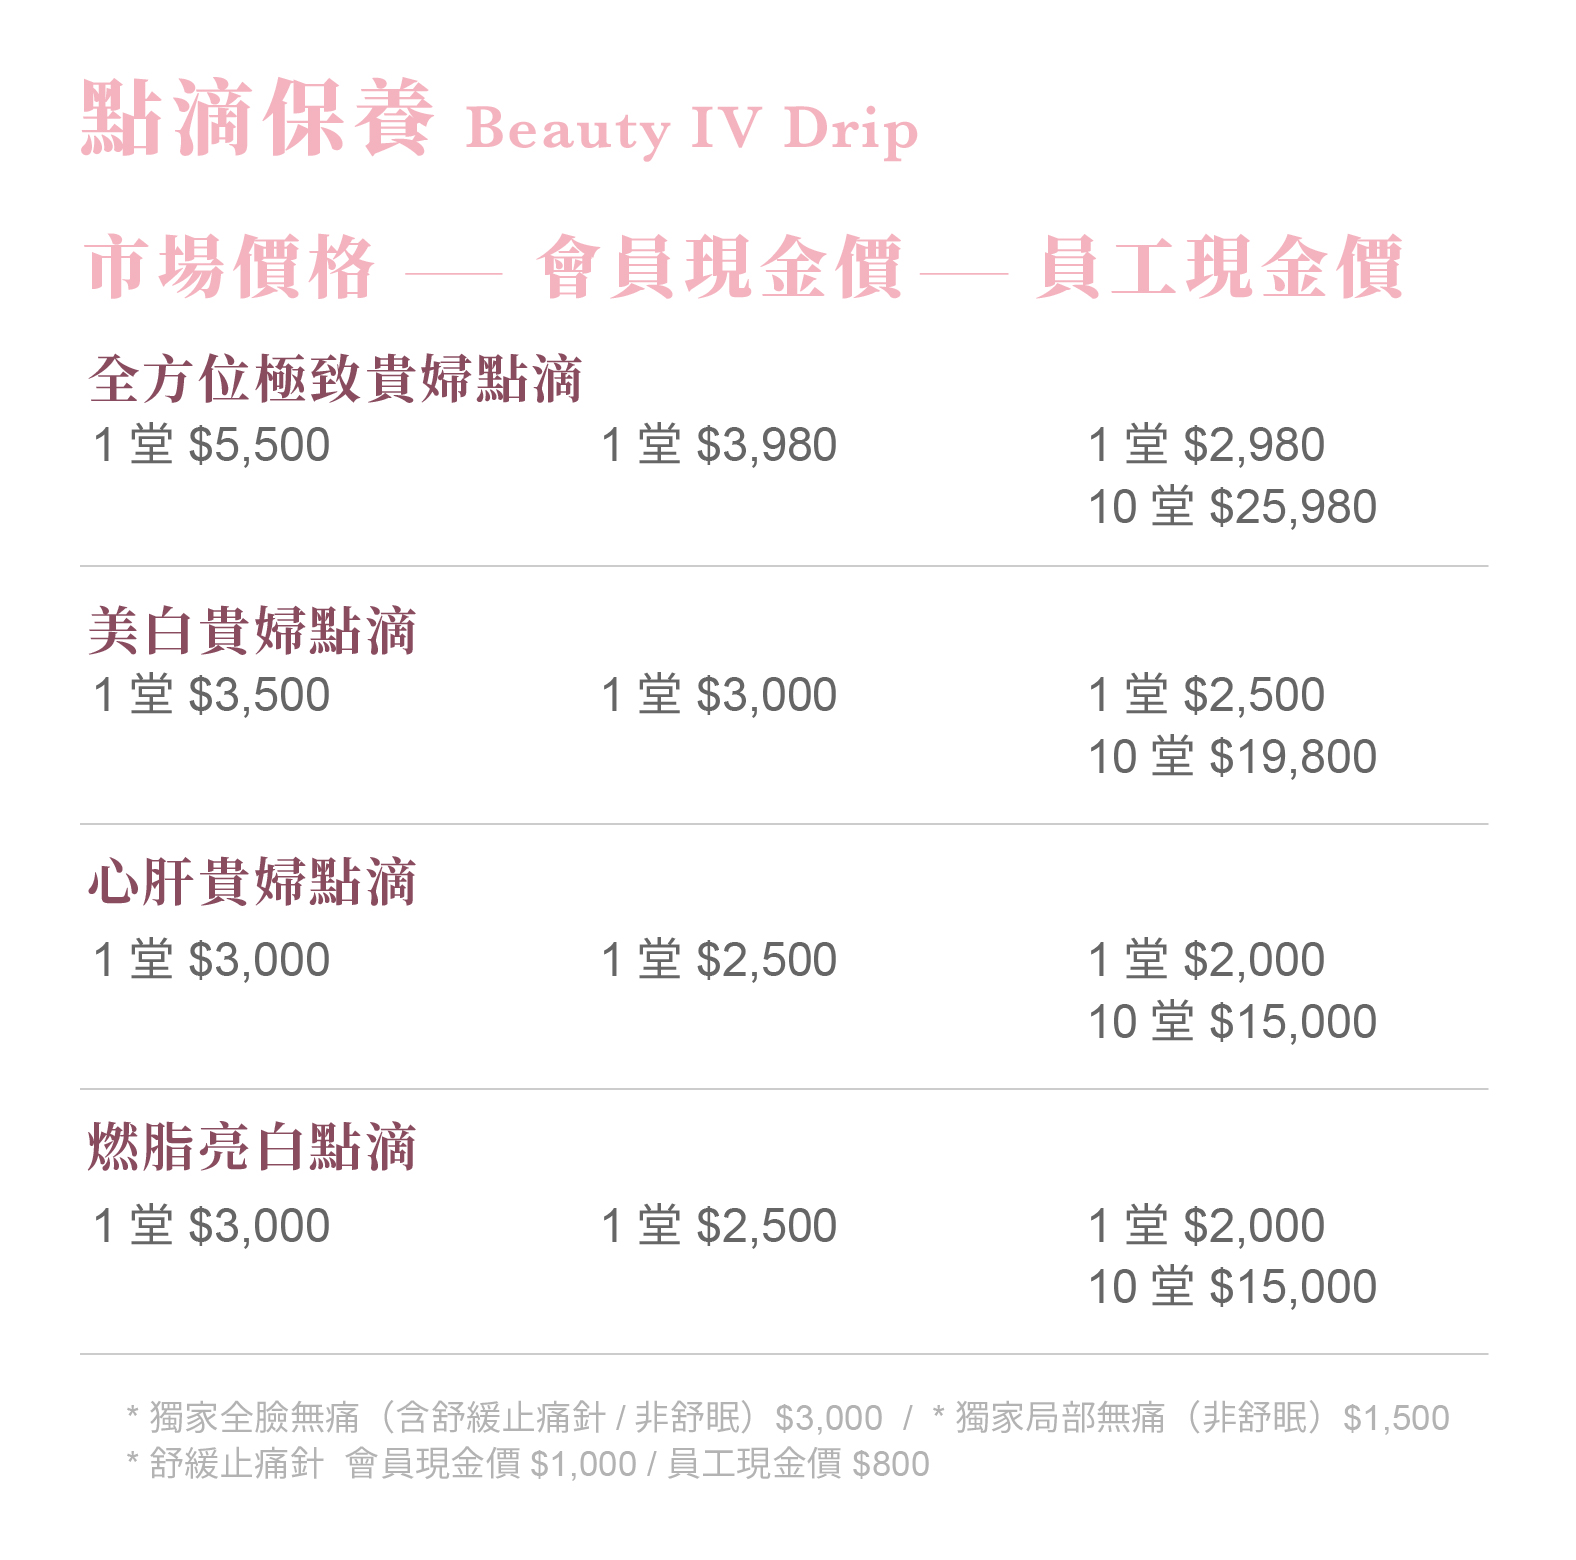 點滴保養 Beauty IV Drip
市場價格 — 會員現金價 — 員工現金價
全方位極致貴婦點滴
1 堂 $5,500 1 堂 $3,980 1 堂 $2,980
10 堂 $25,980
美白貴婦點滴
1 堂 $3,500 1 堂 $3,000 1 堂 $2,500
10 堂 $19,800
心肝貴婦點滴
1 堂 $3,000 1 堂 $2,500 1 堂 $2,000
10 堂 $15,000
燃脂亮白點滴
1 堂 $3,000 1 堂 $2,500 1 堂 $2,000
10 堂 $15,000
* 獨家全臉無痛（含舒緩止痛針 / 非舒眠）$3,000 / * 獨家局部無痛（非舒眠）$1,500
* 舒緩止痛針 會員現金價 $1,000 / 員工現金價 $800